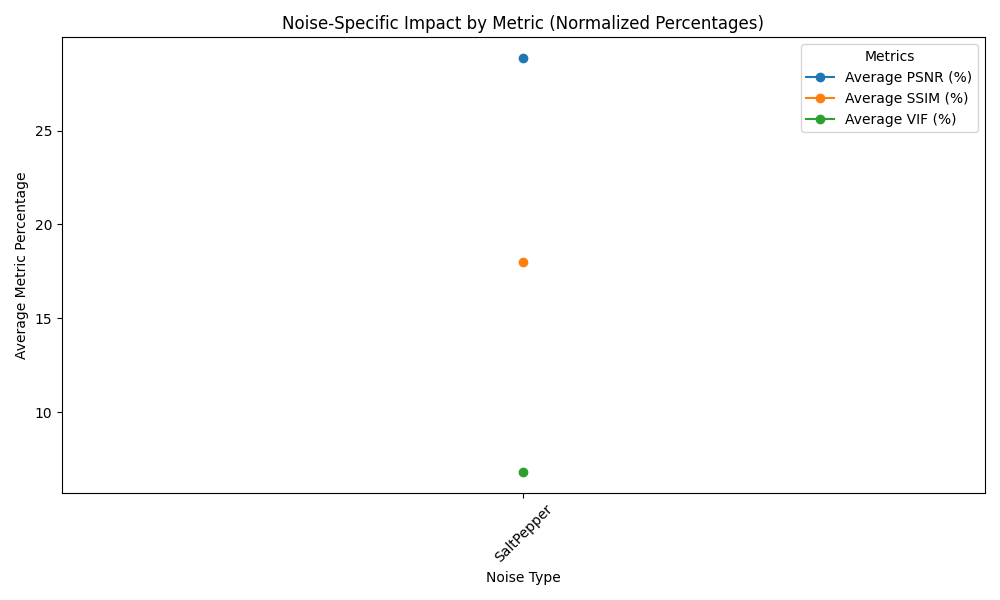 Noise-Specific Impact by Metric (Normalized Percentages)
Metrics
Average PSNR (%)
Average SSIM (%)
Average VIF (%)
Average Metric Percentage
25
20
15
10
SaltPepper
Noise Type